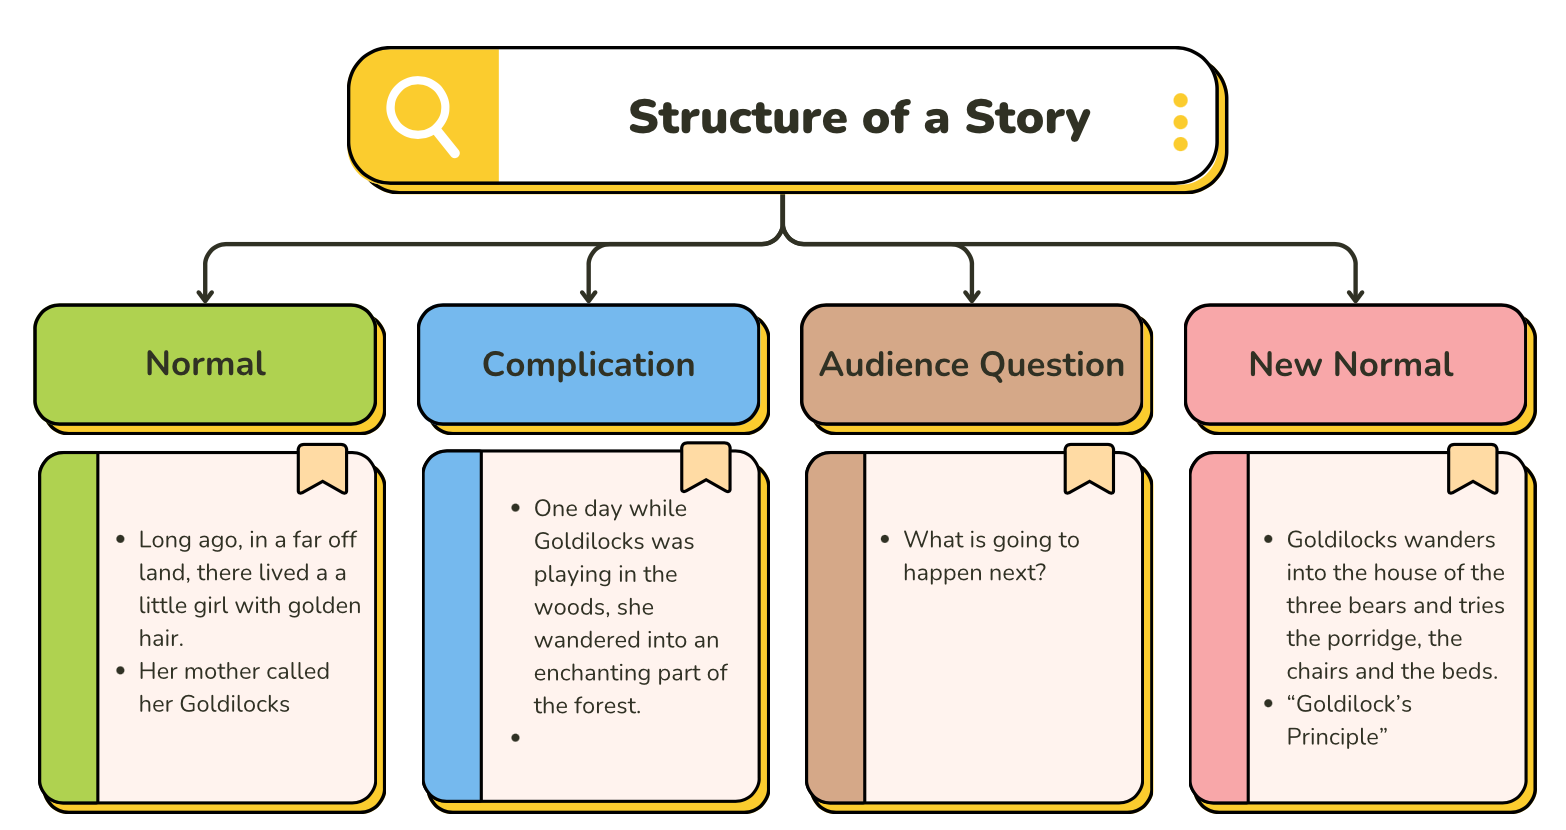 Structure of a Story
Normal
Complication
Audience Question
New Normal
• Long ago, in a far off
land, there lived a a
little girl with golden
hair.
• Her mother called
her Goldilocks
• One day while
Goldilocks was
playing in the
woods, she
wandered into an
enchanting part of
the forest.
•
• What is going to
happen next?
• Goldilocks wanders
into the house of the
three bears and tries
the porridge, the
chairs and the beds.
• “Goldilock’s
Principle”